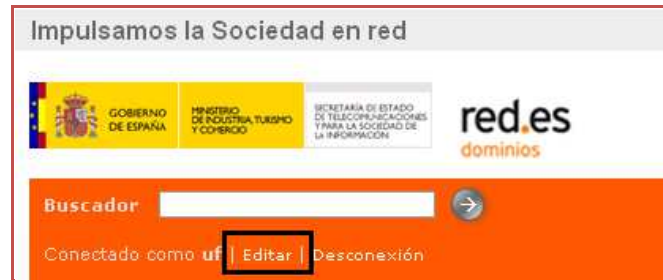 Impulsamos la Sociedad en red
GOBIERNO
DE ESPAÑA
MINISTERIO
DE INDUSTRIA, TURISMO
Y COMERCIO
SECRETARÍA DE ESTADO
DE TELECOMUNICACIONES
Y PARA LA SOCIEDAD DE
LA INFORMACIÓN
red.es
dominios
Buscador
Conectado como uf | Editar | Desconexión